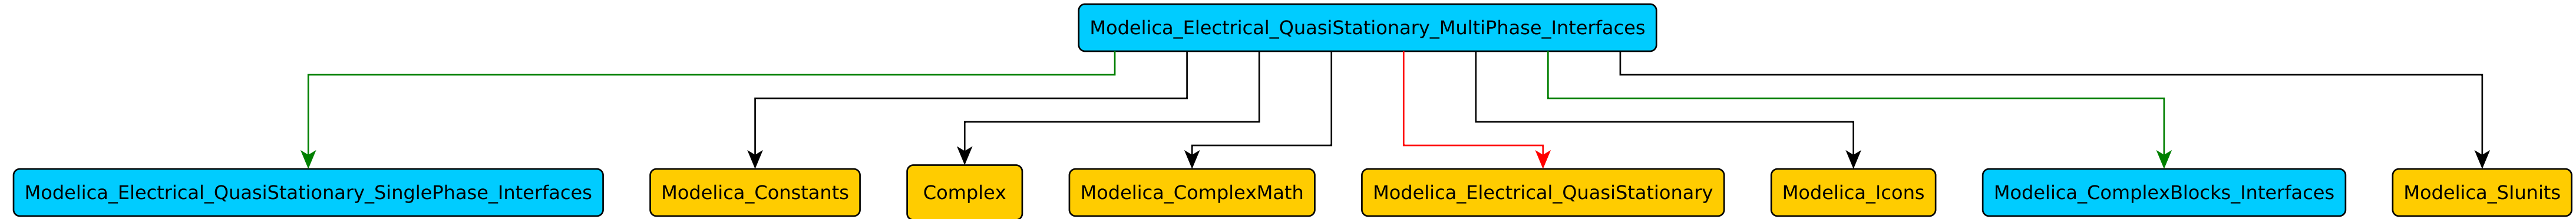 Modelica_Electrical_QuasiStationary_MultiPhase_Interfaces
Modelica_Electrical_QuasiStationary_SinglePhase_Interfaces
Modelica_Constants
Complex
Modelica_ComplexMath
Modelica_Electrical_QuasiStationary
Modelica_Icons
Modelica_ComplexBlocks_Interfaces
Modelica_SIunits